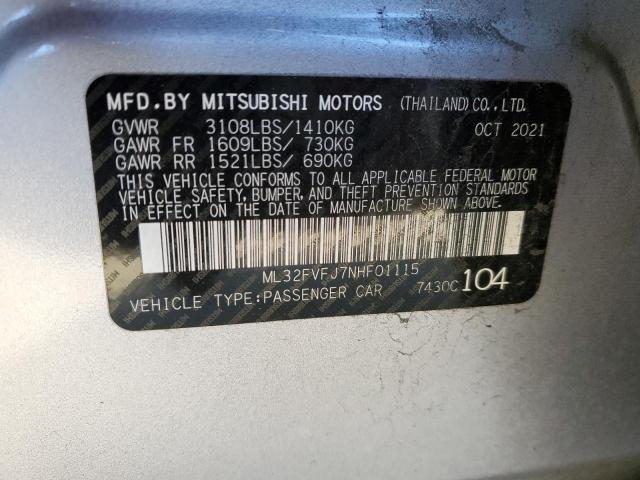 MFD. BY MITSUBISHI MOTORS (THAILAND) CO., LTD.
GVWR 3108LBS/1410KG OCT 2021
GAWR FR 1609LBS/ 730KG
GAWR RR 1521LBS/ 690KG
THIS VEHICLE CONFORMS TO ALL APPLICABLE FEDERAL MOTOR
VEHICLE SAFETY, BUMPER, AND THEFT PREVENTION STANDARDS
IN EFFECT ON THE DATE OF MANUFACTURE SHOWN ABOVE.
ML32FVFJ7NHF01115
VEHICLE TYPE:PASSENGER CAR 7430C 104